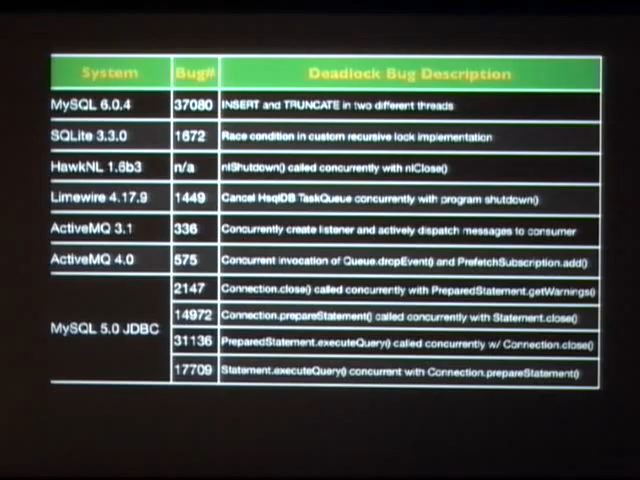 System Bug# Deadlock Bug Description
MySQL 6.0.4 37080 INSERT and TRUNCATE in two different threads
SQLite 3.3.0 1672 Race condition in custom recursive lock implementation
HawkNL 1.6b3 n/a nlShutdown() called concurrently with nlClose()
Limewire 4.17.9 1449 Cancel HsqlDB TaskQueue concurrently with program shutdown()
ActiveMQ 3.1 336 Concurrently create listener and actively dispatch messages to consumer
ActiveMQ 4.0 575 Concurrent invocation of Queue.dropEvent() and PrefetchSubscription.add()
MySQL 5.0 JDBC 2147 Connection.close() called concurrently with PreparedStatement.getWarnings()
14972 Connection.prepareStatement() called concurrently with Statement.close()
31136 PreparedStatement.executeQuery() called concurrently w/ Connection.close()
17709 Statement.executeQuery() concurrent with Connection.prepareStatement()